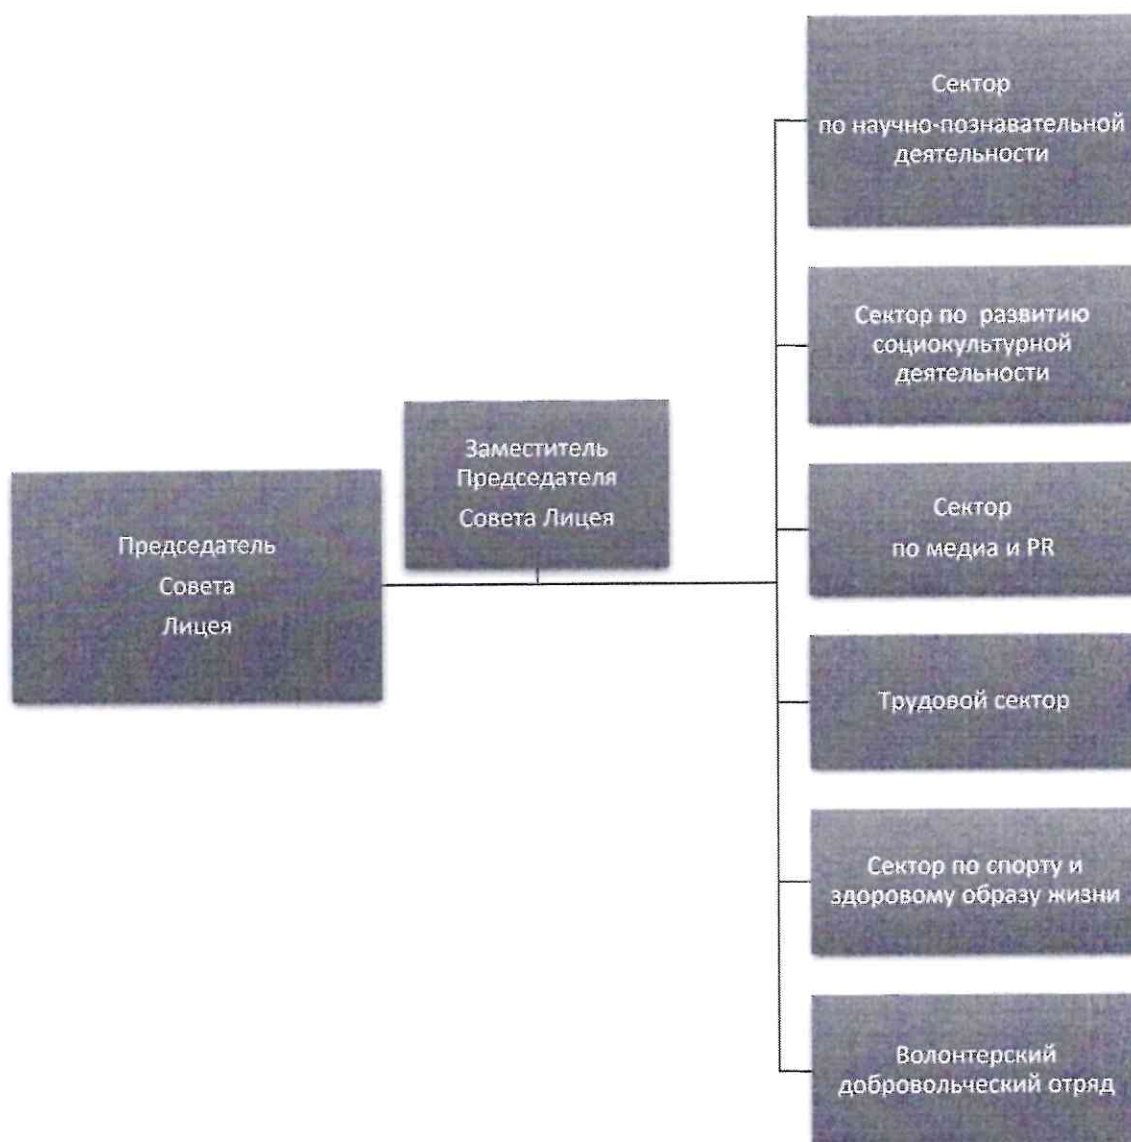 Председатель
Совета
Лицея
Заместитель
Председателя
Совета Лицея
Сектор
по научно-познавательной
деятельности
Сектор по развитию
социокультурной
деятельности
Сектор
по медиа и PR
Трудовой сектор
Сектор по спорту и
здоровому образу жизни
Волонтерский
добровольческий отряд